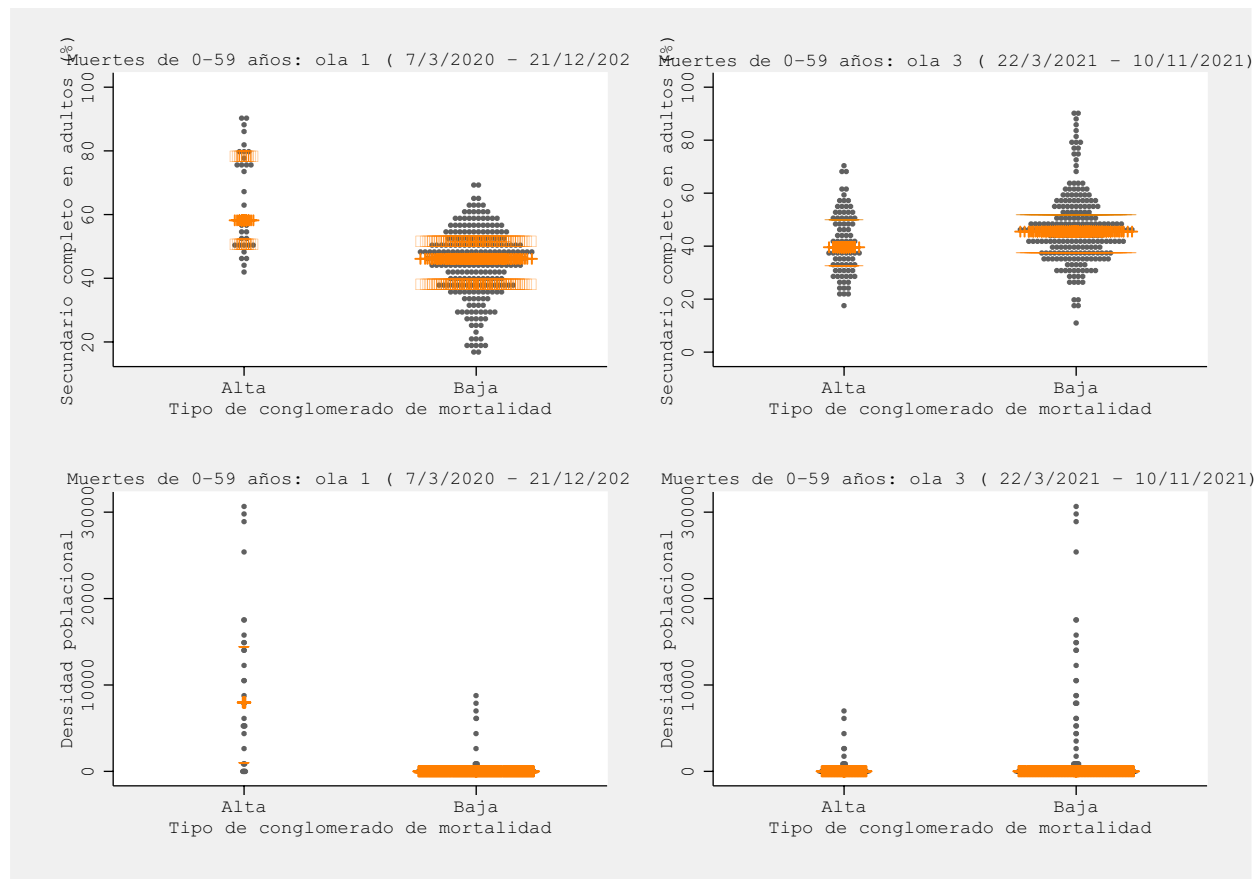 Muertes de 0-59 años: ola 1 ( 7/3/2020 - 21/12/202
Secundario completo en adultos (%)
100
80
60
40
20
Alta
Baja
Tipo de conglomerado de mortalidad
Muertes de 0-59 años: ola 3 ( 22/3/2021 - 10/11/2021)
Secundario completo en adultos (%)
100
80
60
40
20
0
Alta
Baja
Tipo de conglomerado de mortalidad
Muertes de 0-59 años: ola 1 ( 7/3/2020 - 21/12/202
Densidad poblacional
30000
20000
10000
0
Alta
Baja
Tipo de conglomerado de mortalidad
Muertes de 0-59 años: ola 3 ( 22/3/2021 - 10/11/2021)
Densidad poblacional
30000
20000
10000
0
Alta
Baja
Tipo de conglomerado de mortalidad